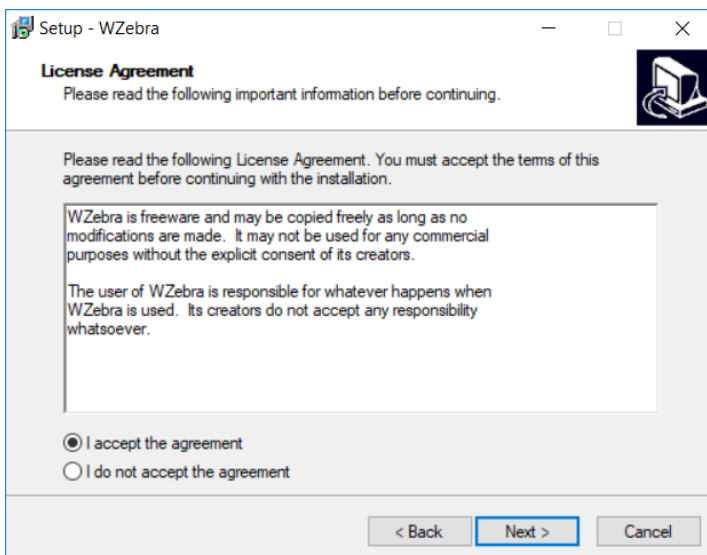 Setup - WZebra
License Agreement
Please read the following important information before continuing.
Please read the following License Agreement. You must accept the terms of this
agreement before continuing with the installation.
WZebra is freeware and may be copied freely as long as no
modifications are made.  It may not be used for any commercial
purposes without the explicit consent of its creators.
The user of WZebra is responsible for whatever happens when
WZebra is used.  Its creators do not accept any responsibility
whatsoever.
I accept the agreement
I do not accept the agreement
< Back Next > Cancel